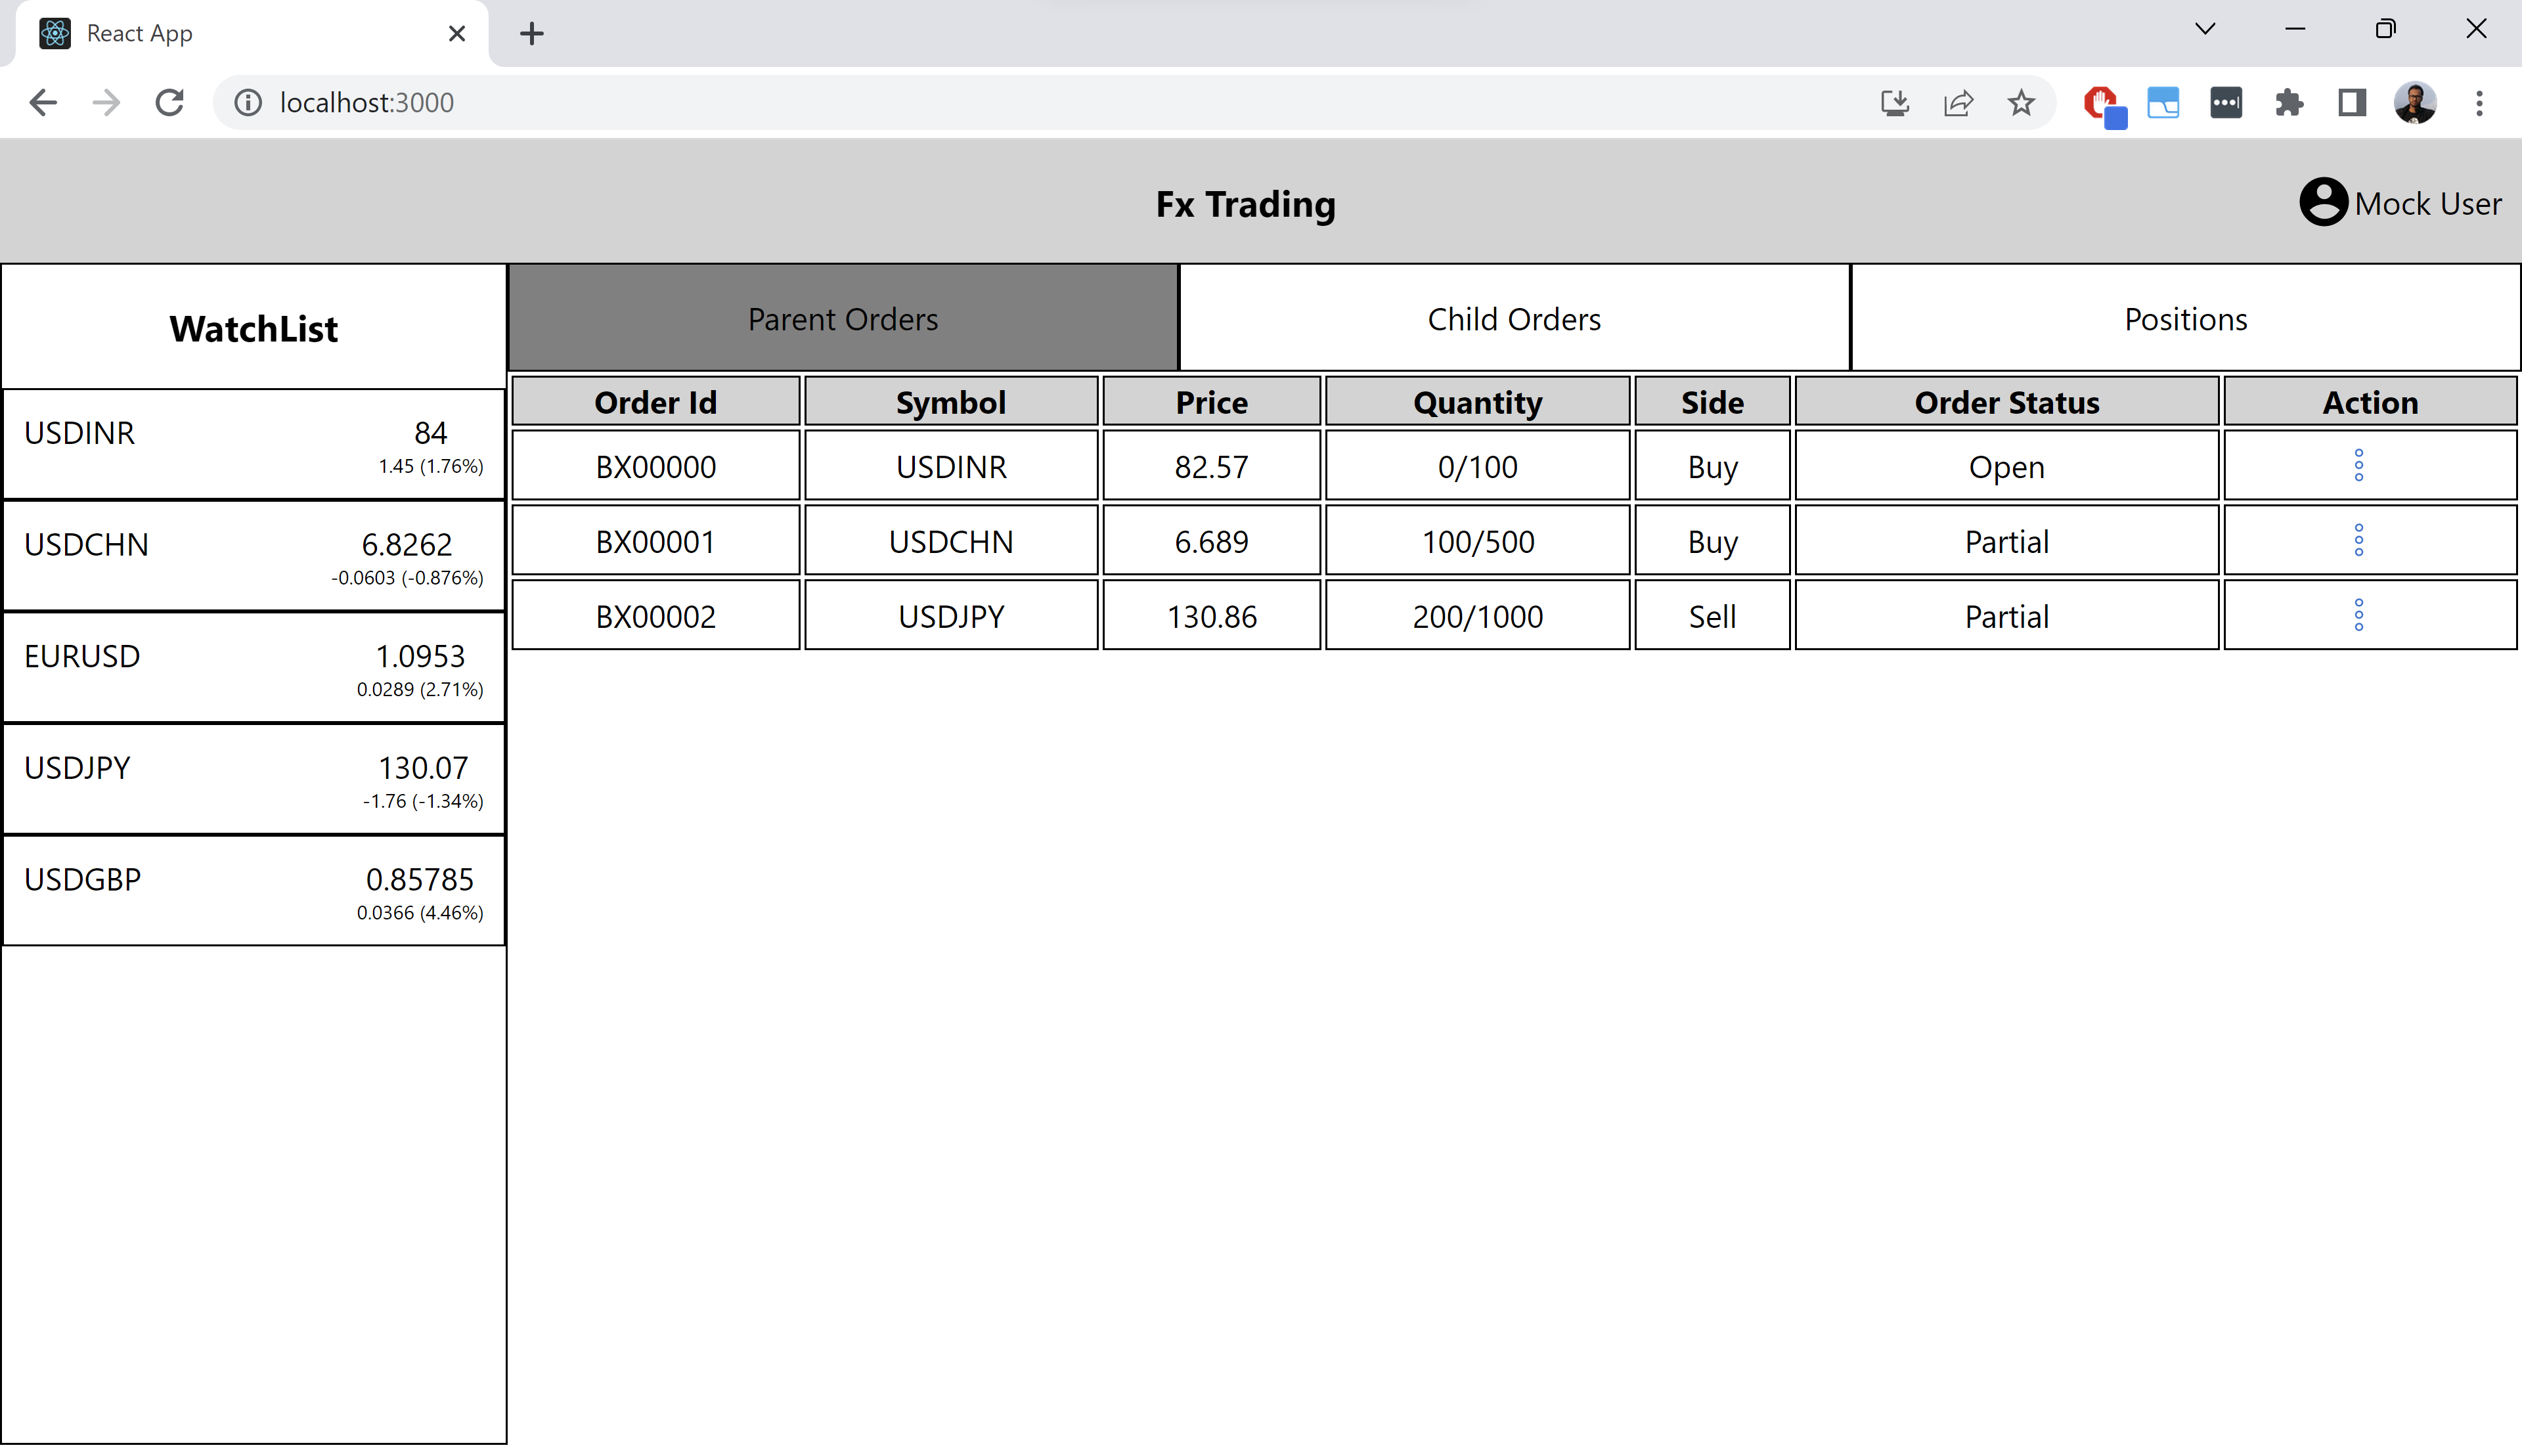 React App
localhost:3000
Fx Trading
Mock User
WatchList
USDINR 84
1.45 (1.76%)
USDCHN 6.8262
-0.0603 (-0.876%)
EURUSD 1.0953
0.0289 (2.71%)
USDJPY 130.07
-1.76 (-1.34%)
USDGBP 0.85785
0.0366 (4.46%)
Parent Orders Child Orders Positions
Order Id Symbol Price Quantity Side Order Status Action
BX00000 USDINR 82.57 0/100 Buy Open
BX00001 USDCHN 6.689 100/500 Buy Partial
BX00002 USDJPY 130.86 200/1000 Sell Partial